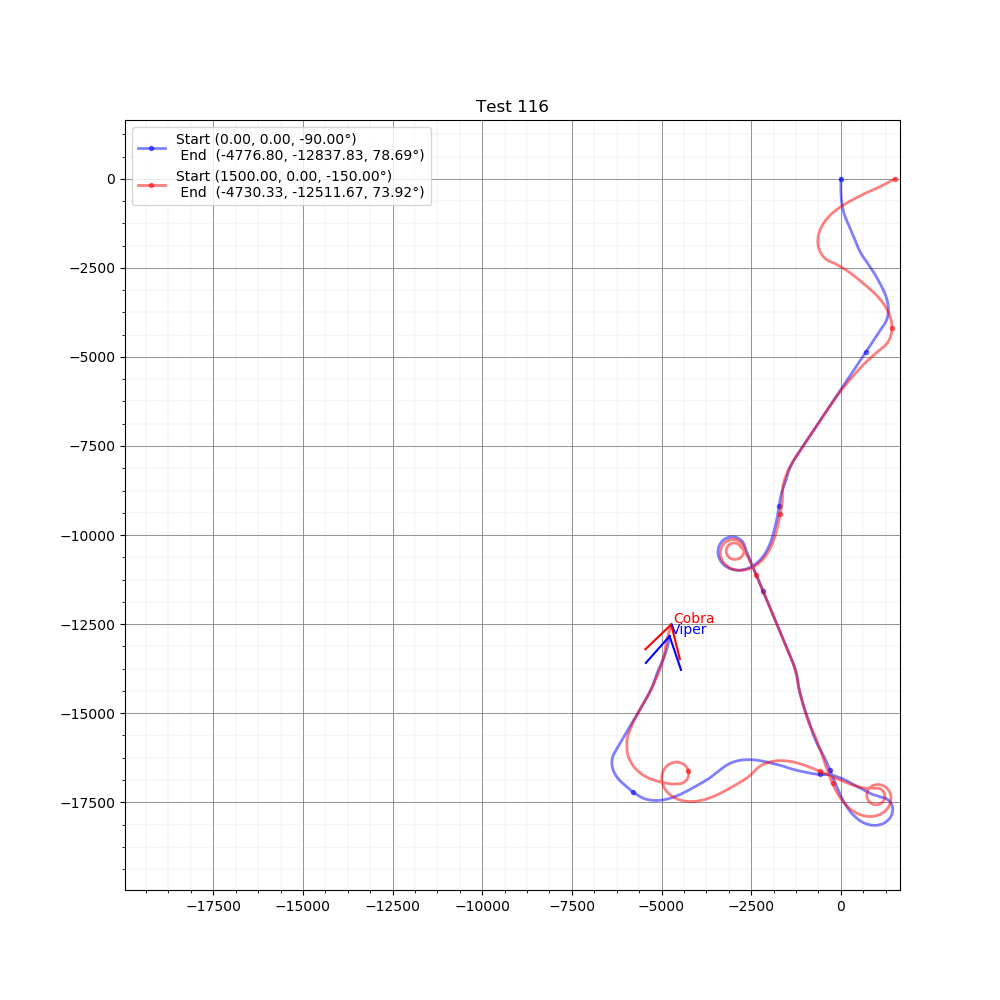 Test 116
Start (0.00, 0.00, -90.00°)
End (-4776.80, -12837.83, 78.69°)
Start (1500.00, 0.00, -150.00°)
End (-4730.33, -12511.67, 73.92°)
0
−2500
−5000
−7500
−10000
−12500
−15000
−17500
Cobra
Viper
−17500 −15000 −12500 −10000 −7500 −5000 −2500 0